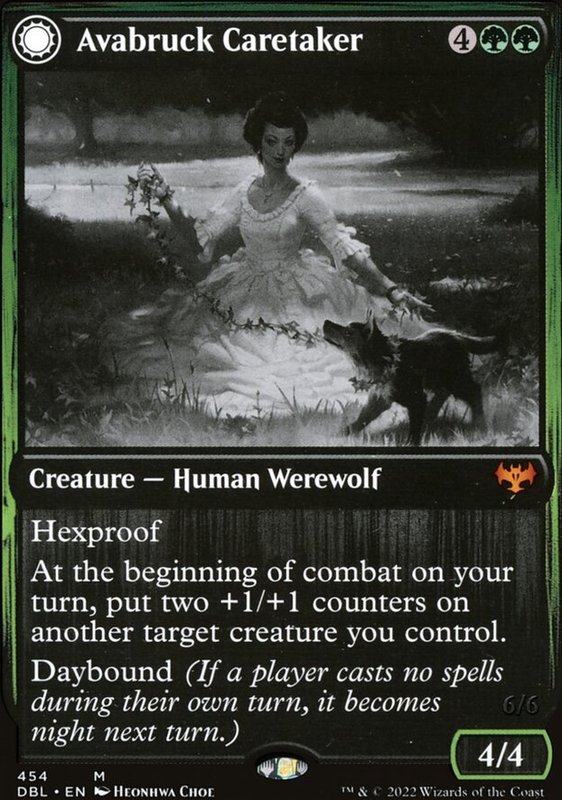 Avabruck Caretaker 4
Creature — Human Werewolf
Hexproof
At the beginning of combat on your
turn, put two +1/+1 counters on
another target creature you control.
Daybound (If a player casts no spells
during their own turn, it becomes
night next turn.)
6/6
4/4
454 M
DBL • EN Heonhwa Choe
™ & © 2022 Wizards of the Coast